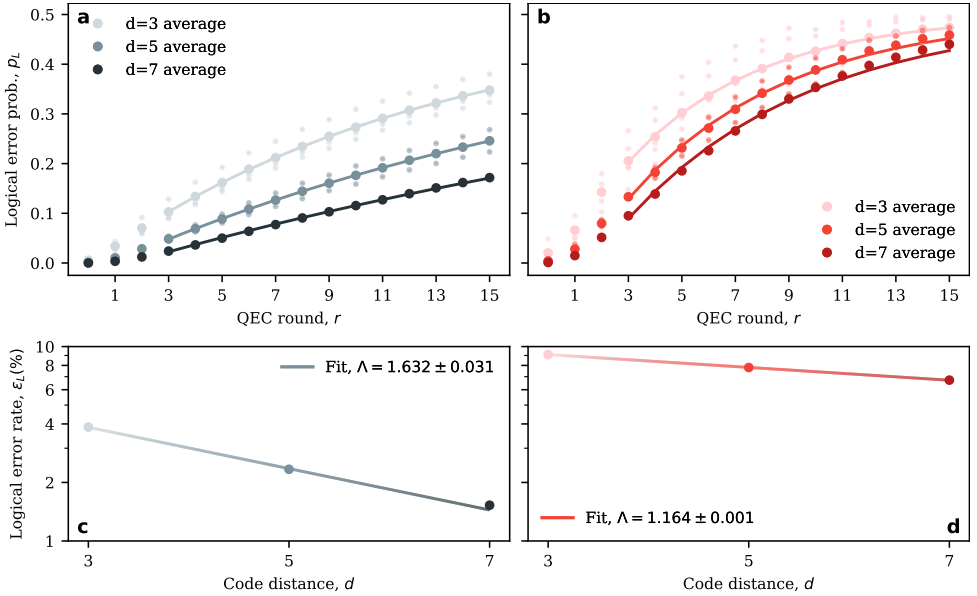 a
d=3 average
d=5 average
d=7 average
Logical error prob., p_L
0.5
0.4
0.3
0.2
0.1
0.0
1 3 5 7 9 11 13 15
QEC round, r
b
d=3 average
d=5 average
d=7 average
1 3 5 7 9 11 13 15
QEC round, r
Logical error rate, ε_L(%)
10
8
6
4
2
1
Fit, Λ = 1.632 ± 0.031
c
3 5 7
Code distance, d
Fit, Λ = 1.164 ± 0.001
d
3 5 7
Code distance, d